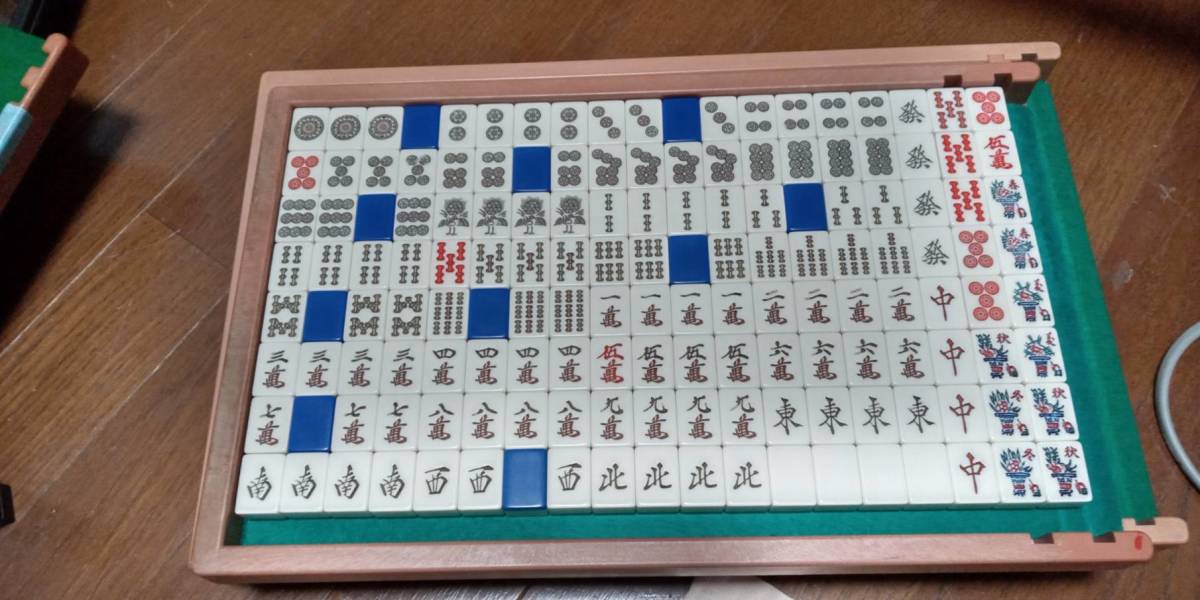 發
發 伍萬
發 春
發 春
一萬 一萬 一萬 一萬 二萬 二萬 二萬 二萬 中
三萬 三萬 三萬 三萬 四萬 四萬 四萬 四萬 伍萬 伍萬 伍萬 伍萬 六萬 六萬 六萬 六萬 中 秋
七萬 七萬 七萬 八萬 八萬 八萬 八萬 九萬 九萬 九萬 九萬 東 東 東 東 中 冬 秋
南 南 南 南 西 西 西 北 北 北 北 中 冬 秋